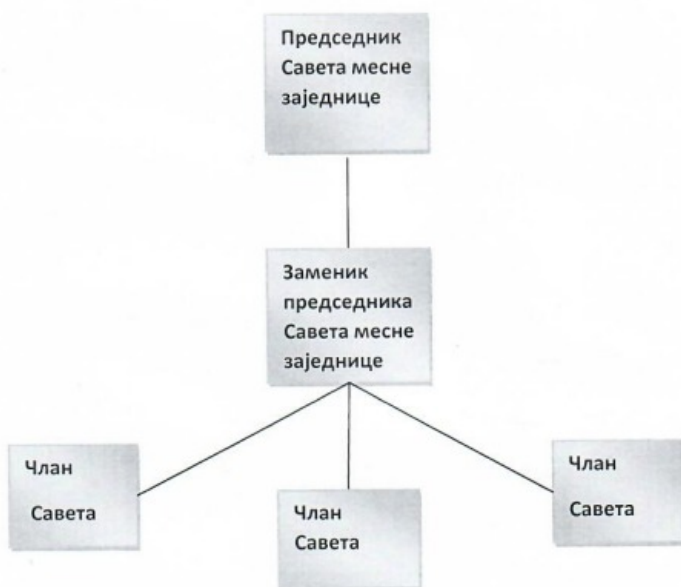 Председник
Савета месне
заједнице
Заменик
председника
Савета месне
заједнице
Члан
Савета
Члан
Савета
Члан
Савета